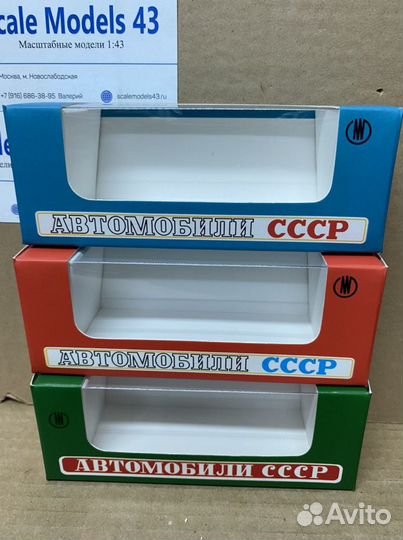 cale Models 43
Масштабные модели 1:43
Москва, м. Новослободская
+7 (916) 686-38-95 Валерий
scalemodels43.ru
АВТОМОБИЛИ СССР
АВТОМОБИЛИ СССР
АВТОМОБИЛИ СССР
Avito